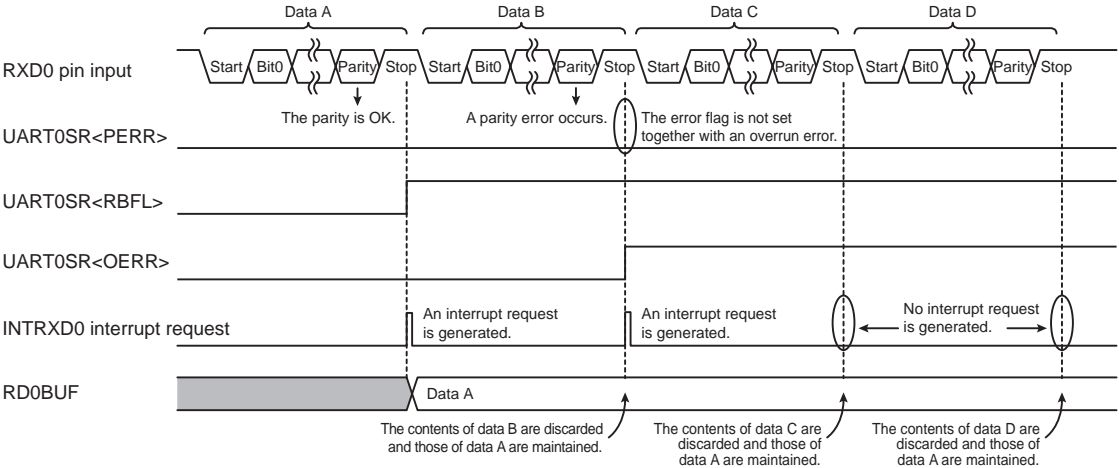 Data A
Data B
Data C
Data D
RXD0 pin input
Start Bit0 Parity Stop Start Bit0 Parity Stop Start Bit0 Parity Stop Start Bit0 Parity Stop
The parity is OK.
A parity error occurs.
The error flag is not set
together with an overrun error.
UART0SR<PERR>
UART0SR<RBFL>
UART0SR<OERR>
INTRXD0 interrupt request
An interrupt request
is generated.
An interrupt request
is generated.
No interrupt request
is generated.
RD0BUF
Data A
The contents of data B are discarded
and those of data A are maintained.
The contents of data C are
discarded and those of
data A are maintained.
The contents of data D are
discarded and those of
data A are maintained.